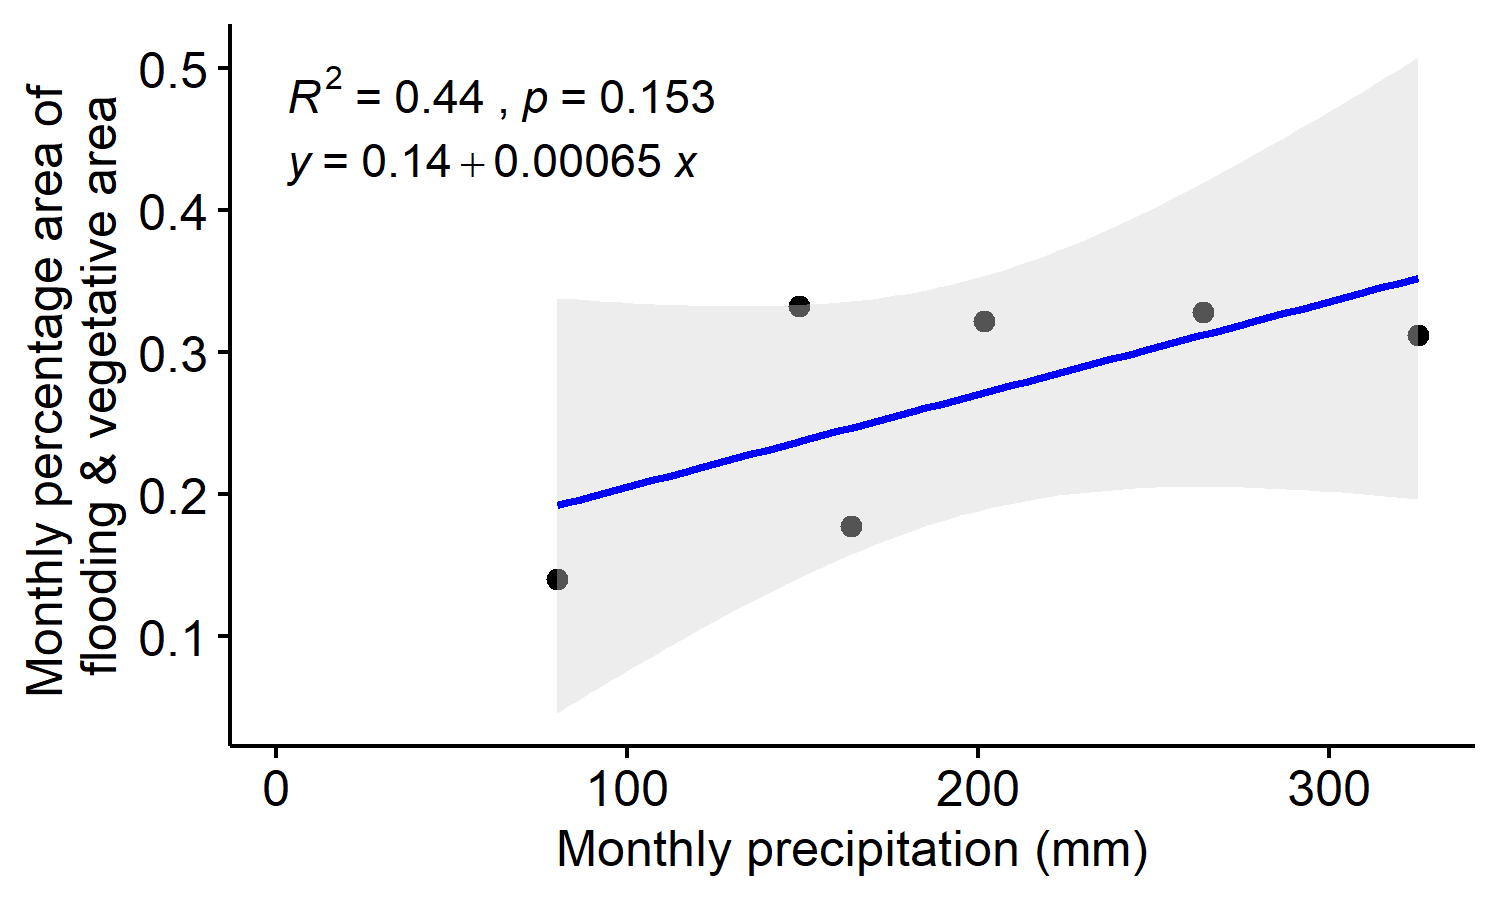 Monthly percentage area of
flooding & vegetative area
0.5
0.4
0.3
0.2
0.1
R² = 0.44 , p = 0.153
y = 0.14 + 0.00065 x
0 100 200 300
Monthly precipitation (mm)